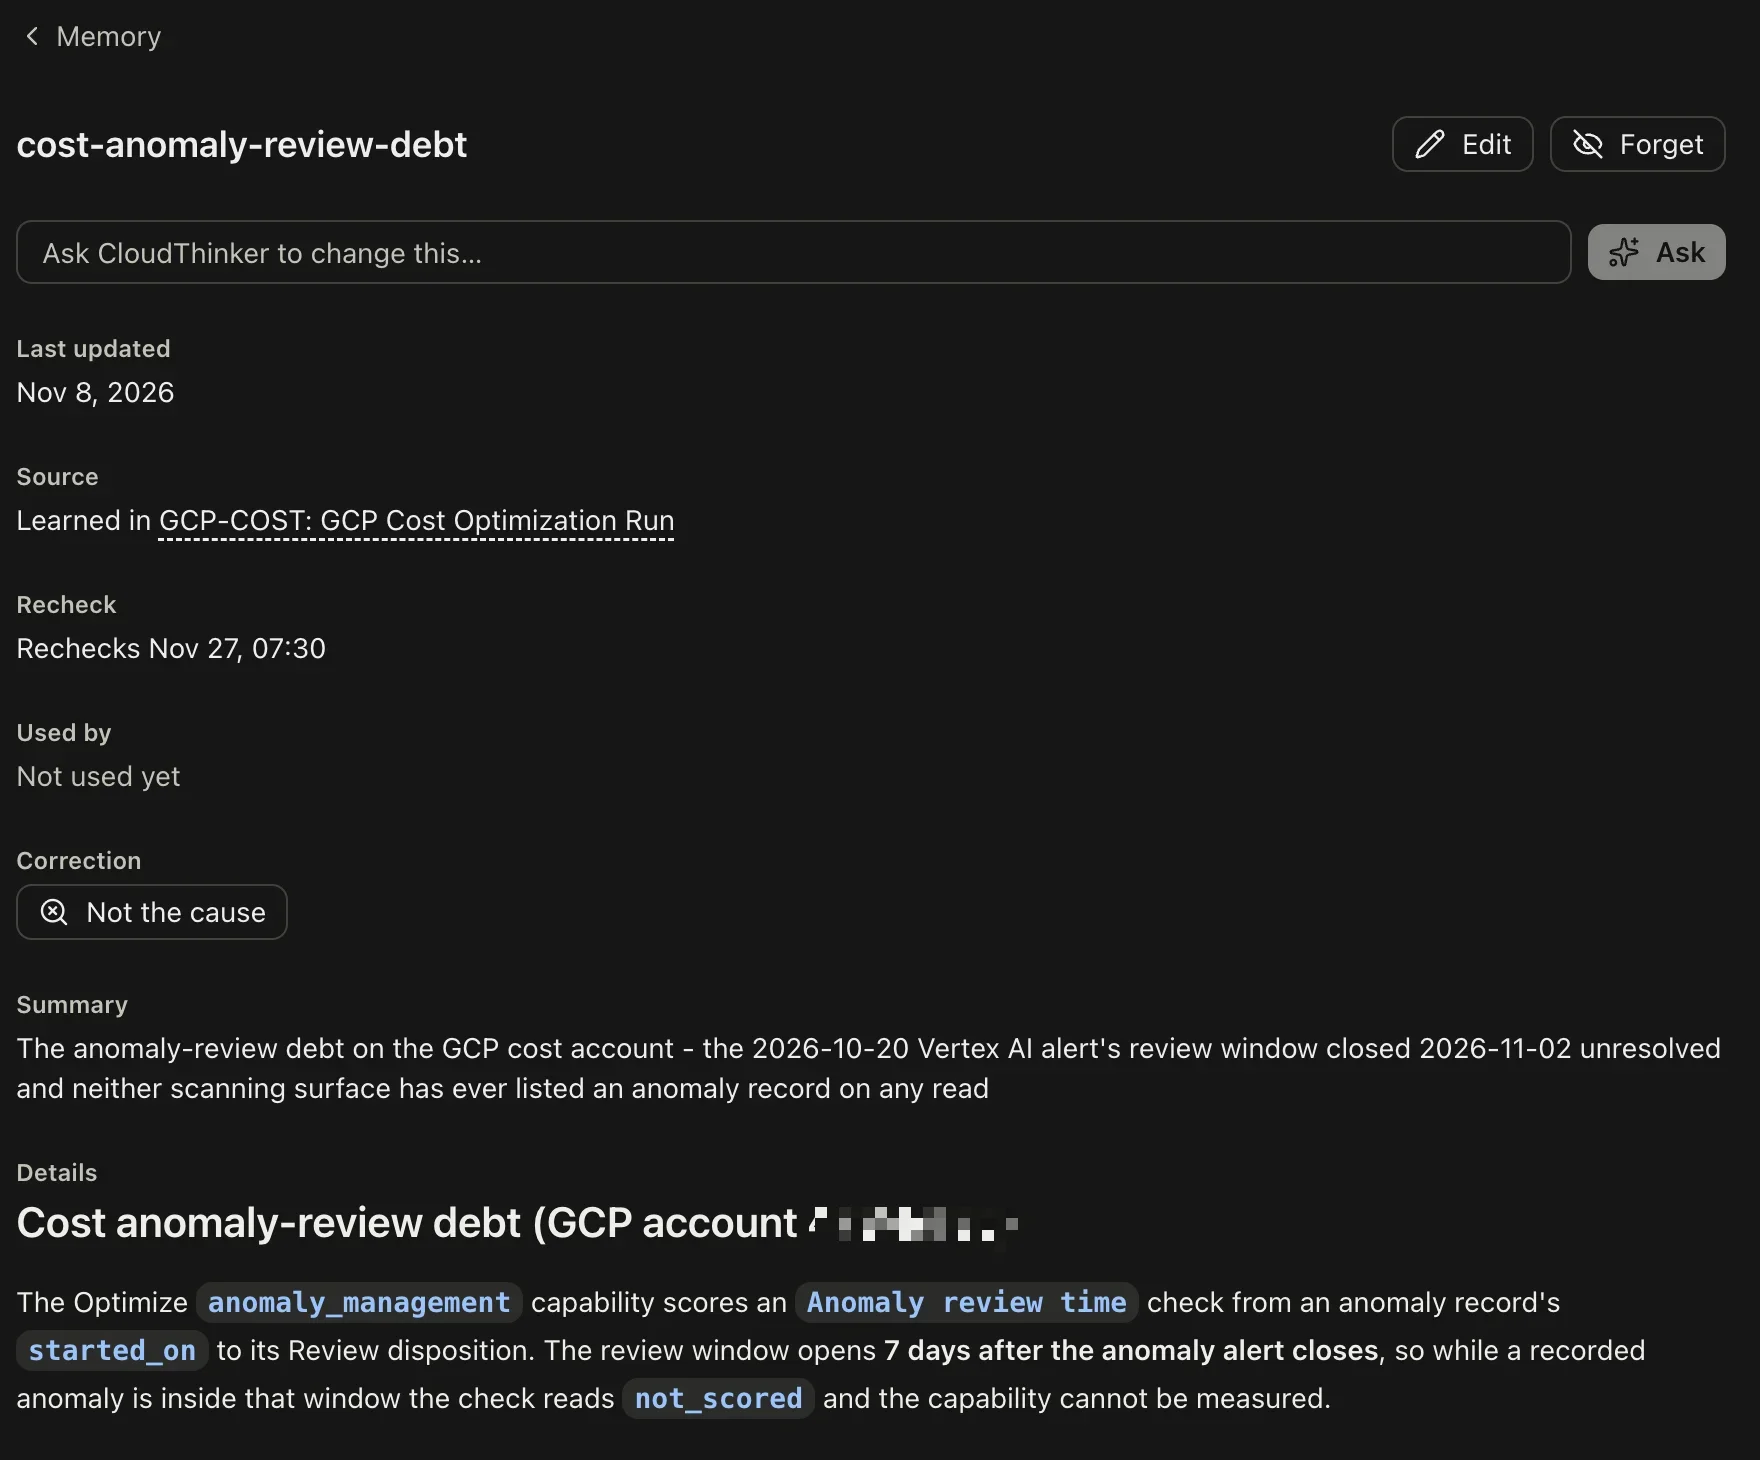 Memory
cost-anomaly-review-debt
Edit
Forget
Ask CloudThinker to change this...
Ask
Last updated
Nov 8, 2026
Source
Learned in GCP-COST: GCP Cost Optimization Run
Recheck
Rechecks Nov 27, 07:30
Used by
Not used yet
Correction
Not the cause
Summary
The anomaly-review debt on the GCP cost account - the 2026-10-20 Vertex AI alert's review window closed 2026-11-02 unresolved
and neither scanning surface has ever listed an anomaly record on any read
Details
Cost anomaly-review debt (GCP account
The Optimize anomaly_management capability scores an Anomaly review time check from an anomaly record's
started_on to its Review disposition. The review window opens 7 days after the anomaly alert closes, so while a recorded
anomaly is inside that window the check reads not_scored and the capability cannot be measured.